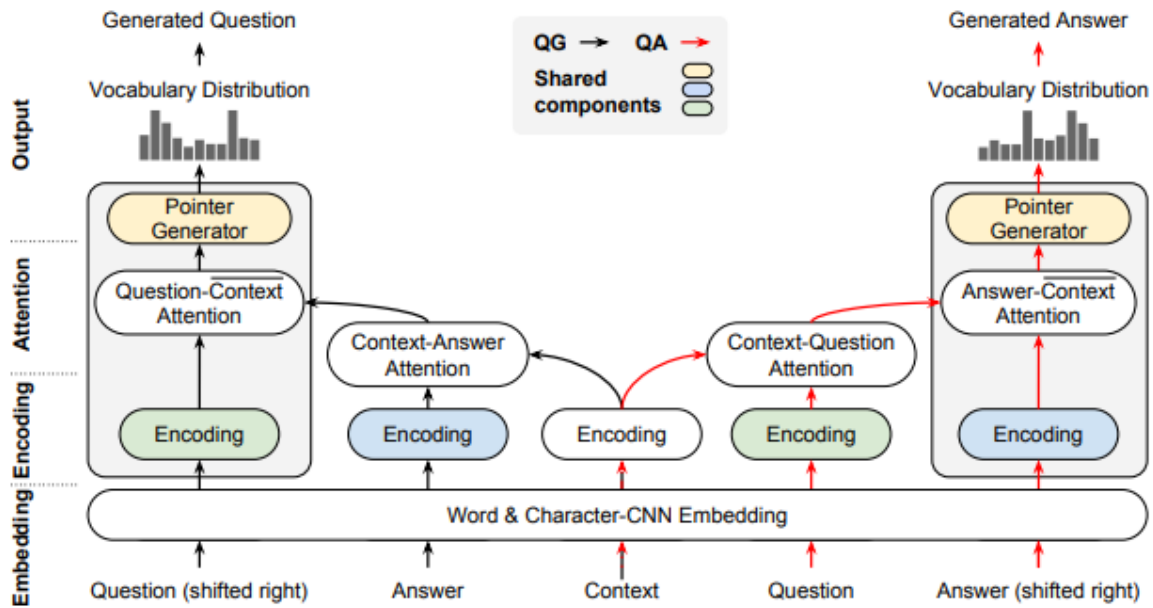 Generated Question
Generated Answer
QG QA
Shared
components
Vocabulary Distribution
Vocabulary Distribution
Output
Pointer
Generator
Pointer
Generator
Attention
Question-Context
Attention
Answer-Context
Attention
Context-Answer
Attention
Context-Question
Attention
Encoding
Encoding
Encoding
Encoding
Encoding
Encoding
Embedding
Word & Character-CNN Embedding
Question (shifted right)
Answer
Context
Question
Answer (shifted right)